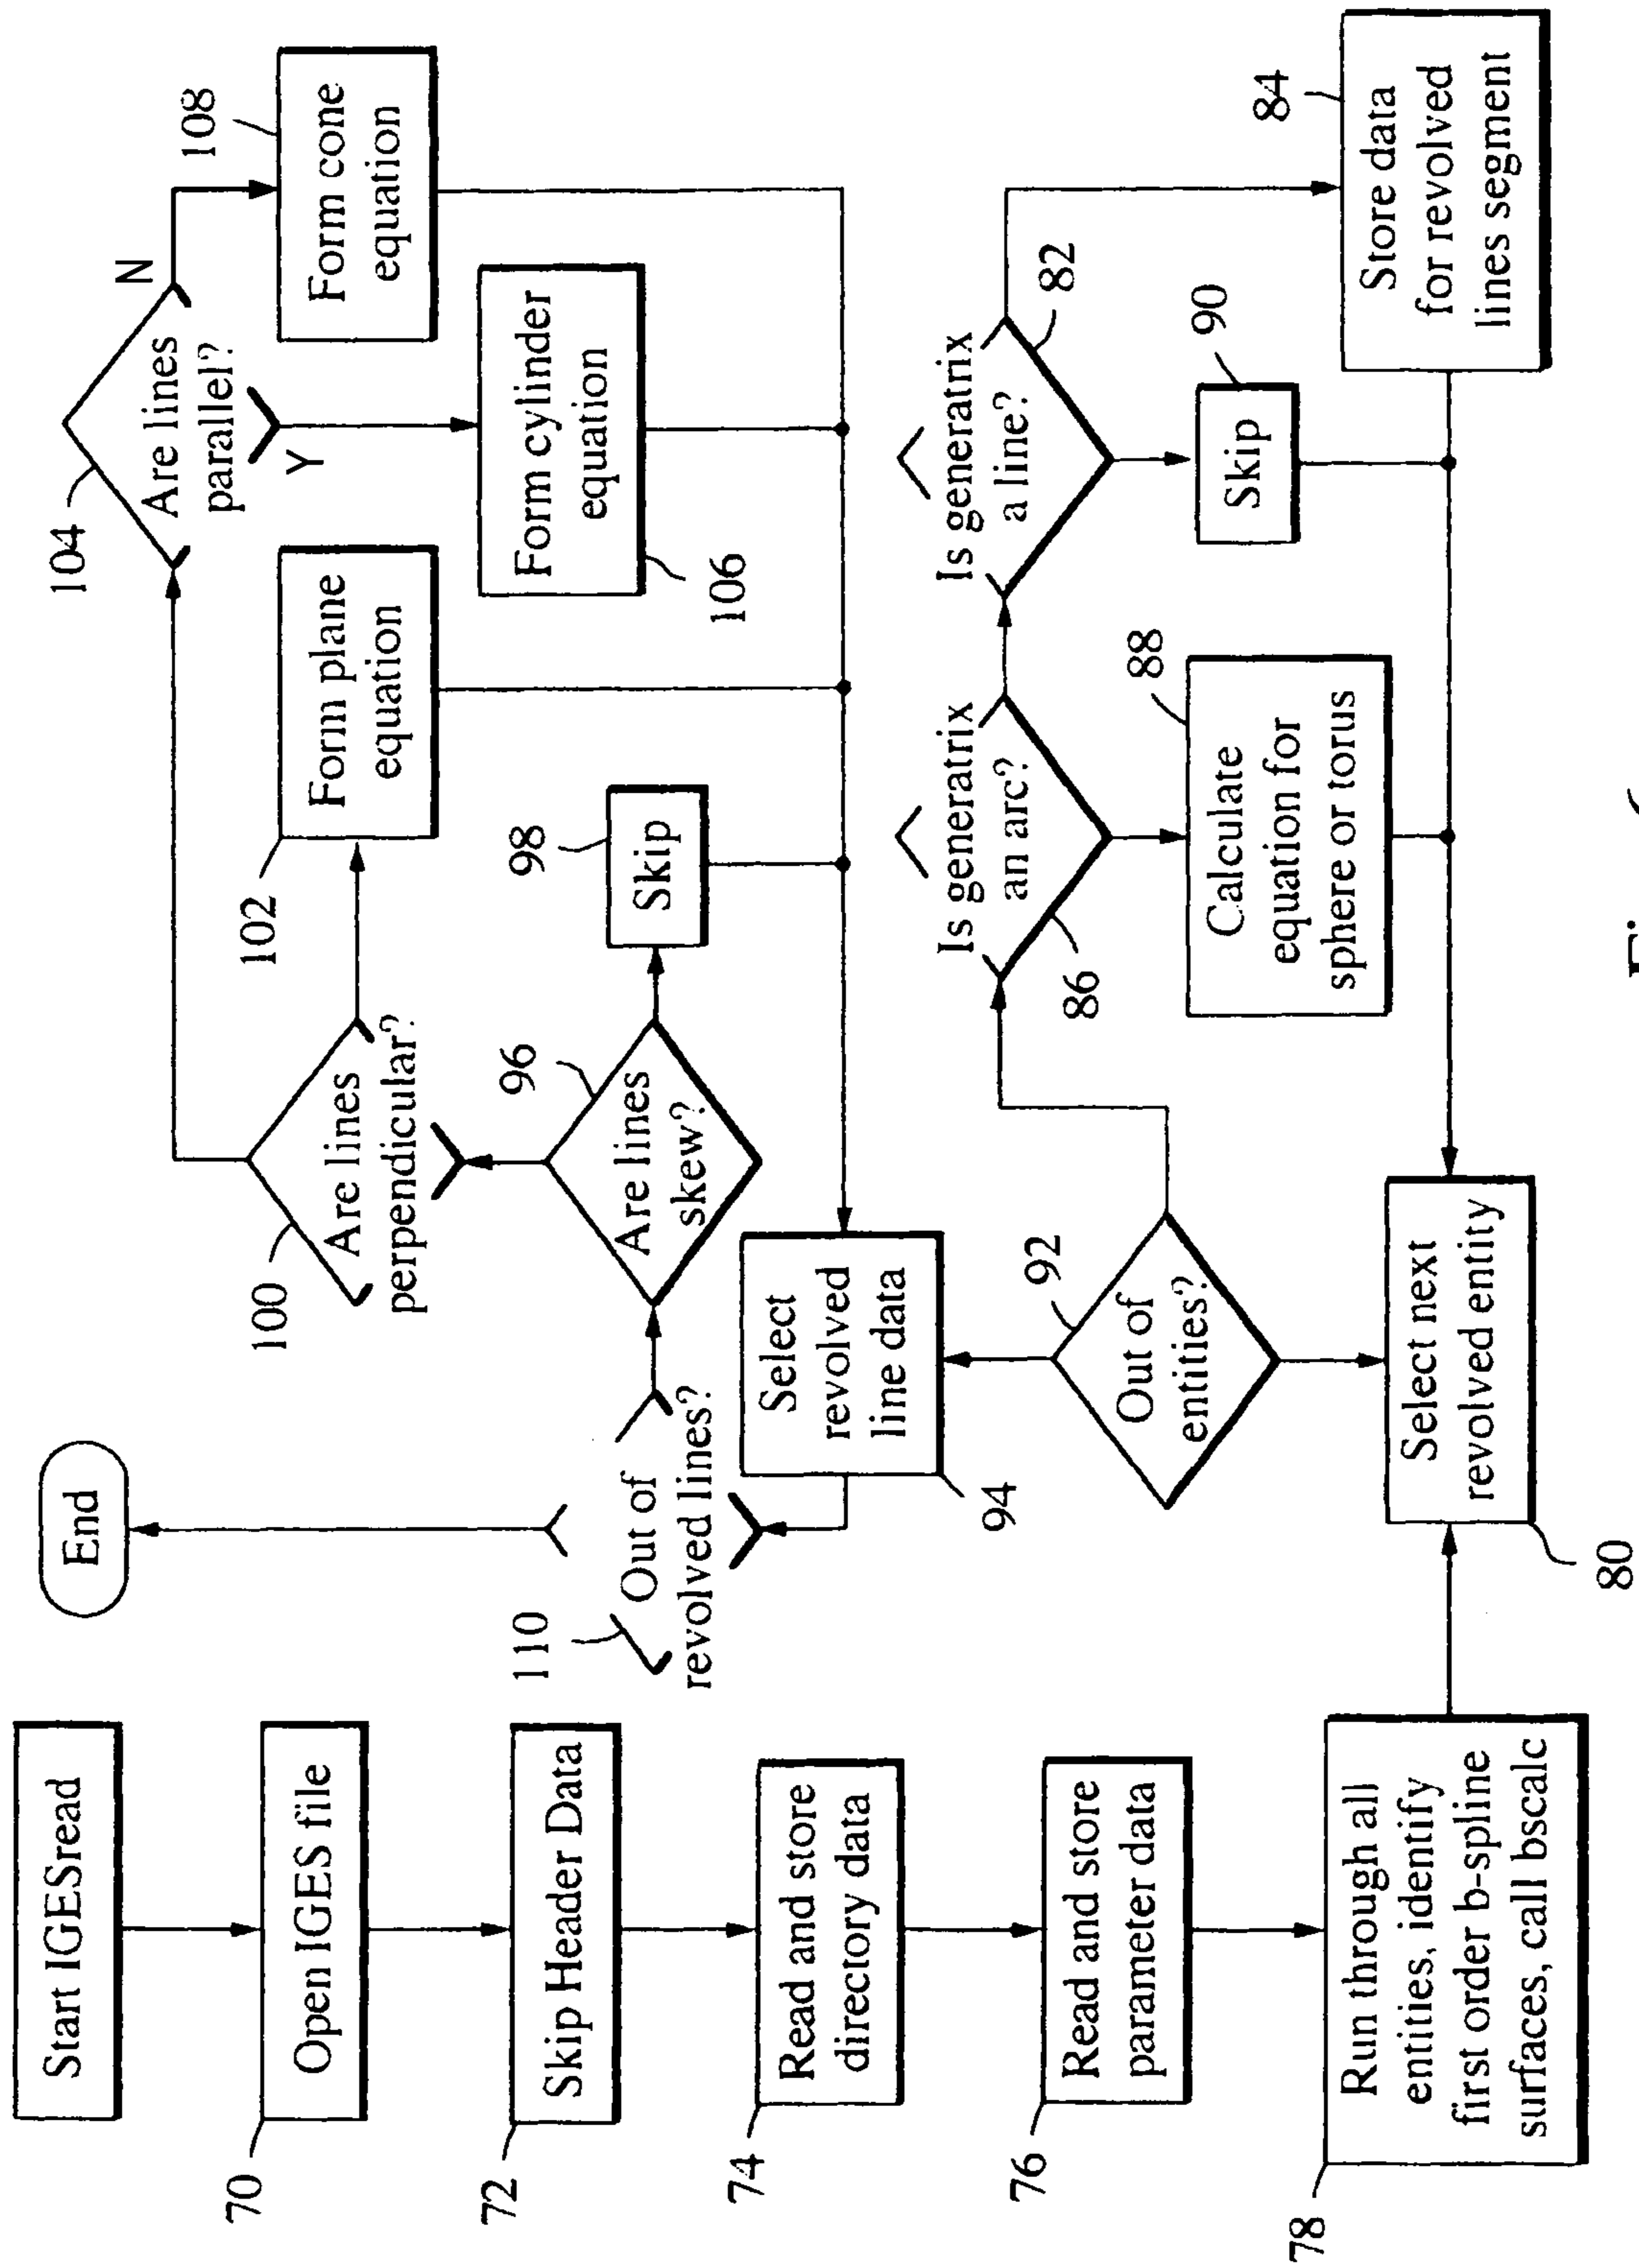 Start IGESread
70
Open IGES file
72
Skip Header Data
74
Read and store
directory data
76
Read and store
parameter data
78
Run through all
entities, identify
first order b-spline
surfaces, call bscalc
End
110
Out of
revolved lines?
94
Select
revolved
line data
92
Out of
entities?
80
Select next
revolved entity
100
Are lines
perpendicular?
96
Are lines
skew?
98
Skip
102
Form plane
equation
104
Are lines
parallel?
N
Y
108
Form cone
equation
106
Form cylinder
equation
86
Is generatrix
an arc?
88
Calculate
equation for
sphere or torus
82
Is generatrix
a line?
90
Skip
84
Store data
for revolved
lines segment